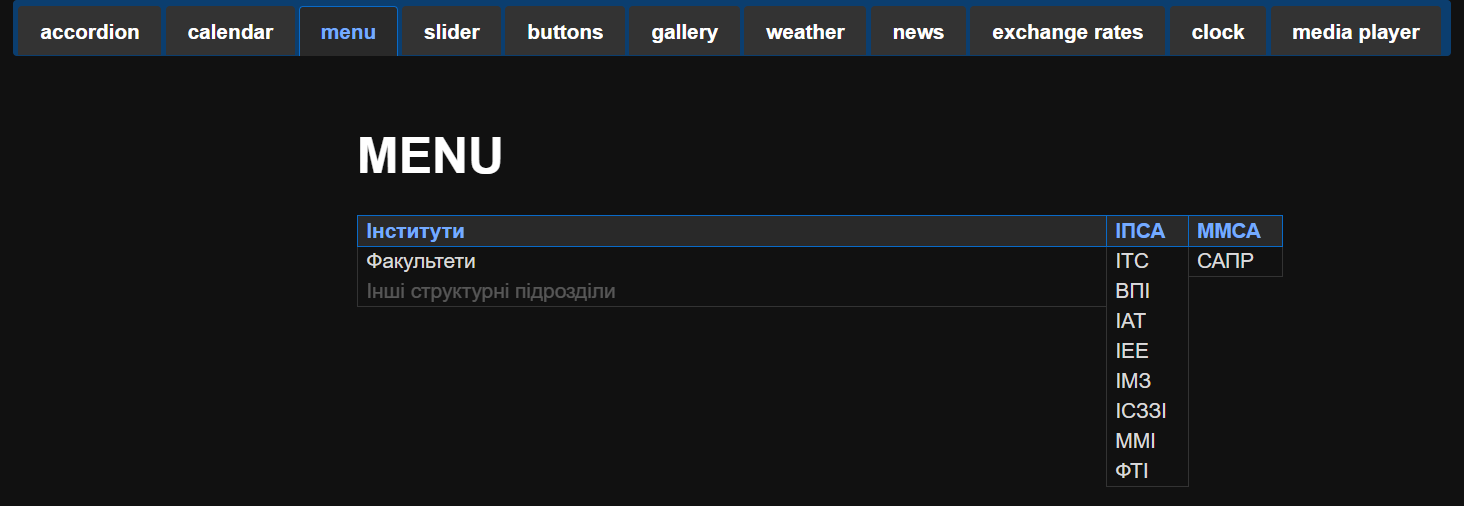 accordion calendar menu slider buttons gallery weather news exchange rates clock media player
MENU
Інститути ІПСА ММСА
Факультети ІТС САПР
Інші структурні підрозділи ВПІ
ІАТ
ІЕЕ
ІМЗ
ІСЗЗІ
ММІ
ФТІ